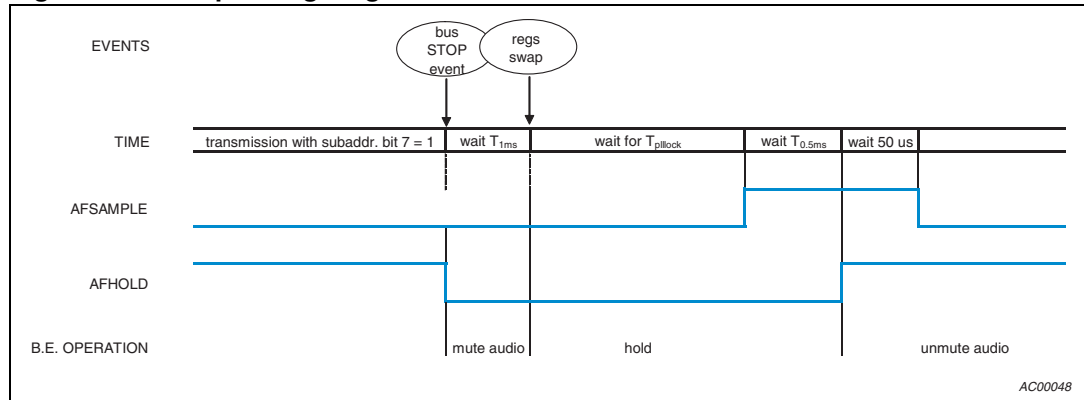 EVENTS
bus
STOP
event
regs
swap
TIME
transmission with subaddr. bit 7 = 1
wait T1ms
wait for Tplllock
wait T0.5ms
wait 50 us
AFSAMPLE
AFHOLD
B.E. OPERATION
mute audio
hold
unmute audio
AC00048